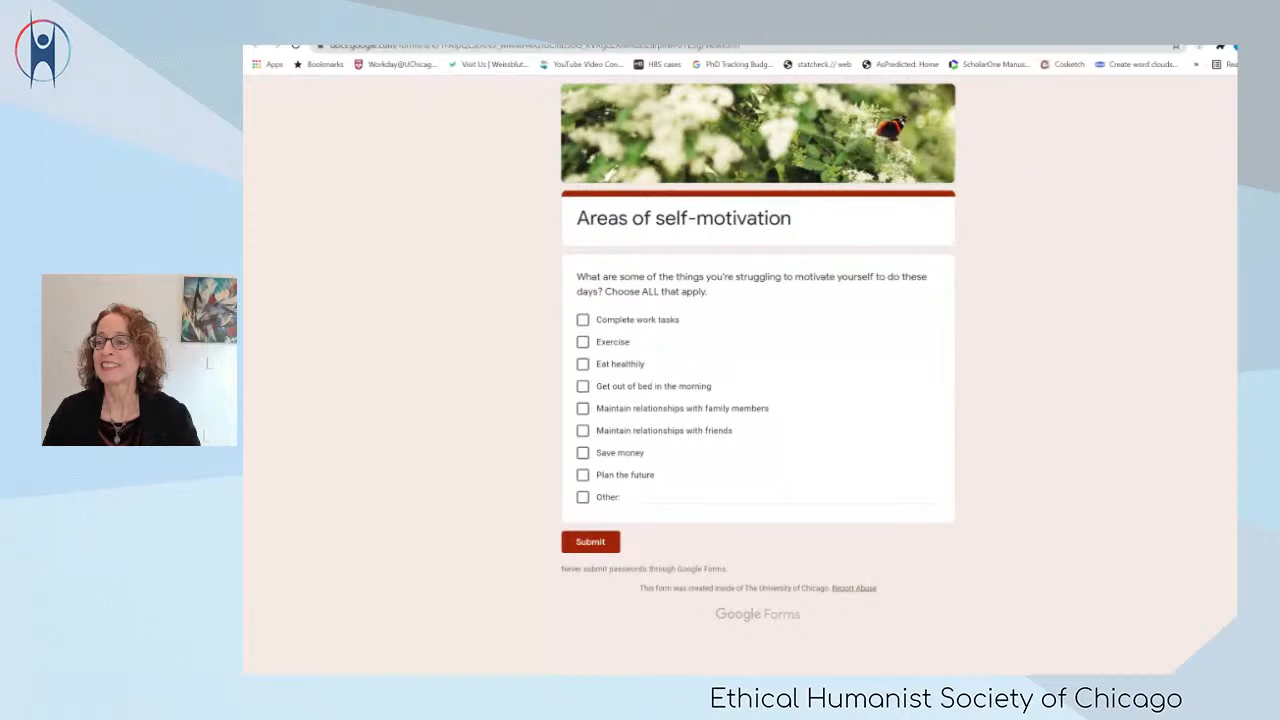 Apps Bookmarks Workday@UChicag... Visit Us | Weissblut... YouTube Video Con... HBS cases PhD Tracking Budg... statcheck // web AsPredicted: Home ScholarOne Manus... Cosketch Create word clouds... » Rea
Areas of self-motivation
What are some of the things you're struggling to motivate yourself to do these
days? Choose ALL that apply.
Complete work tasks
Exercise
Eat healthily
Get out of bed in the morning
Maintain relationships with family members
Maintain relationships with friends
Save money
Plan the future
Other:
Submit
Never submit passwords through Google Forms.
This form was created inside of The University of Chicago. Report Abuse
Google Forms
Ethical Humanist Society of Chicago